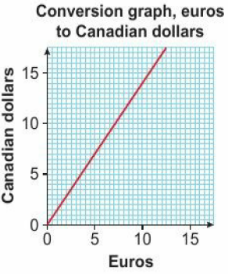 Conversion graph, euros
to Canadian dollars
Canadian dollars
15
10
5
0
0 5 10 15
Euros